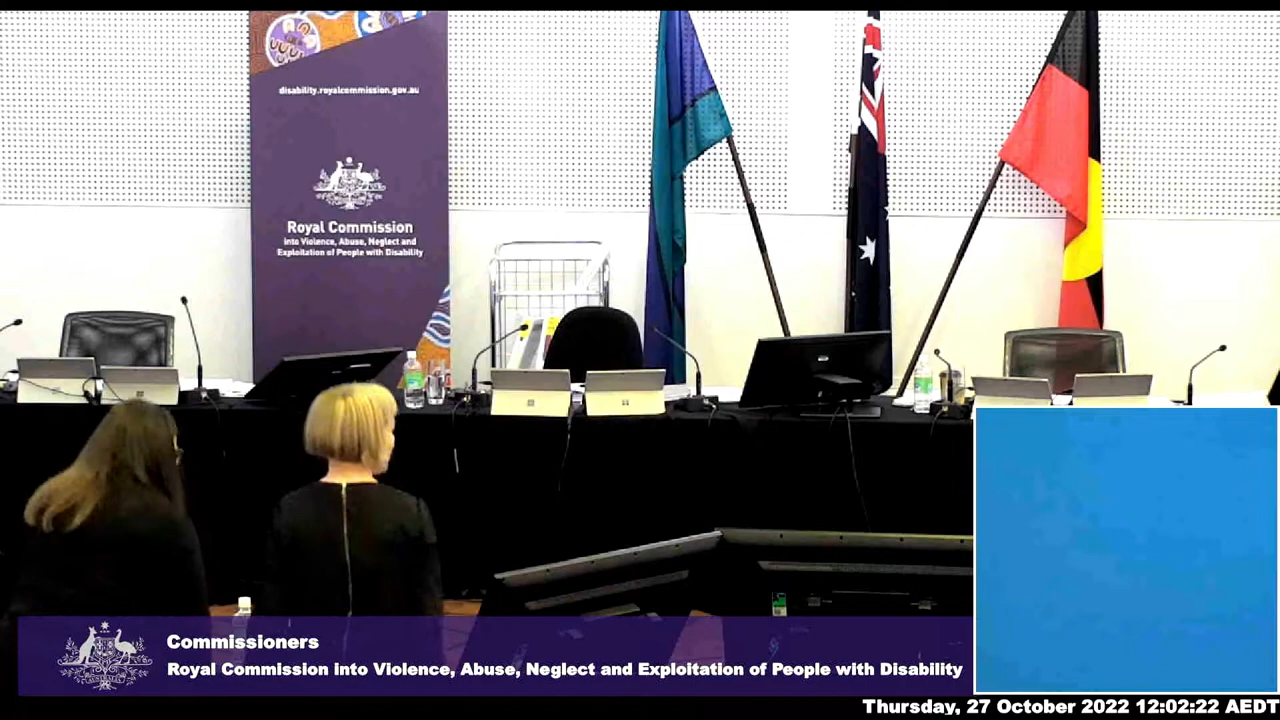 disability.royalcommission.gov.au
Royal Commission
into Violence, Abuse, Neglect and
Exploitation of People with Disability
Commissioners
Royal Commission into Violence, Abuse, Neglect and Exploitation of People with Disability
Thursday, 27 October 2022 12:02:22 AEDT